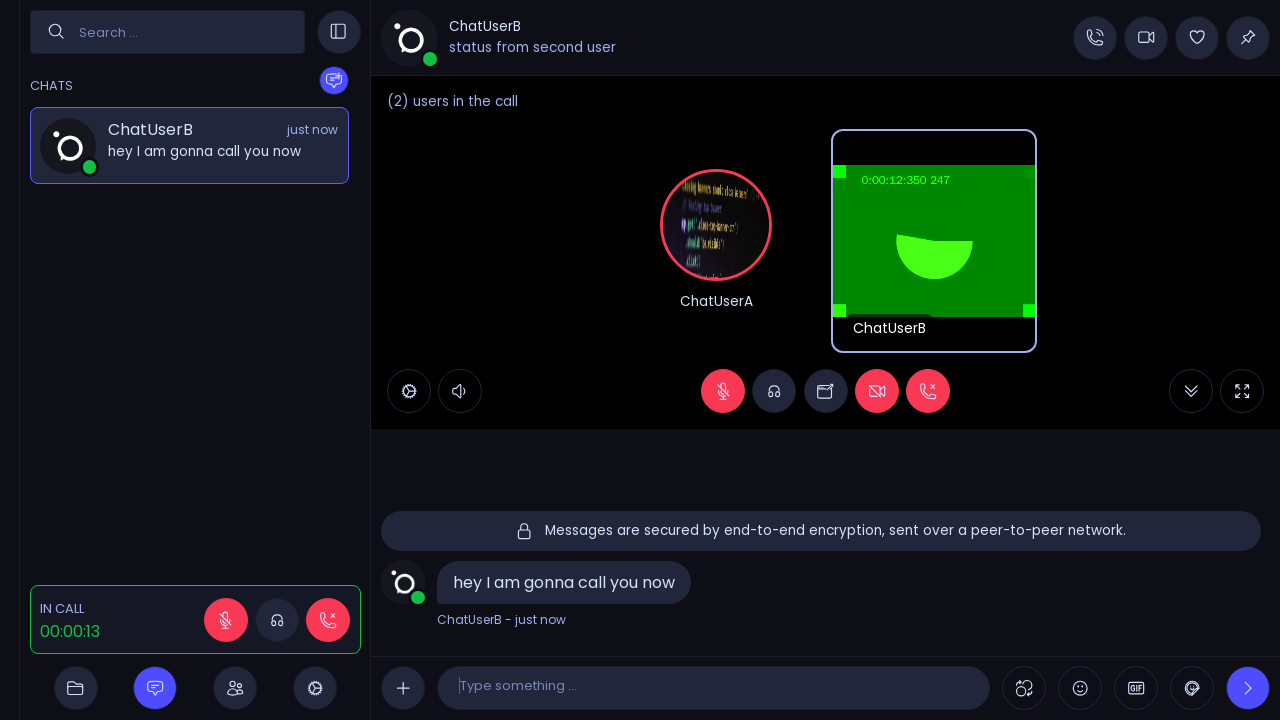 Search ...
CHATS
ChatUserB
just now
hey I am gonna call you now
IN CALL
00:00:13
ChatUserB
status from second user
(2) users in the call
ChatUserA
0:00:12:350 247
ChatUserB
Messages are secured by end-to-end encryption, sent over a peer-to-peer network.
hey I am gonna call you now
ChatUserB - just now
Type something ...
GIF